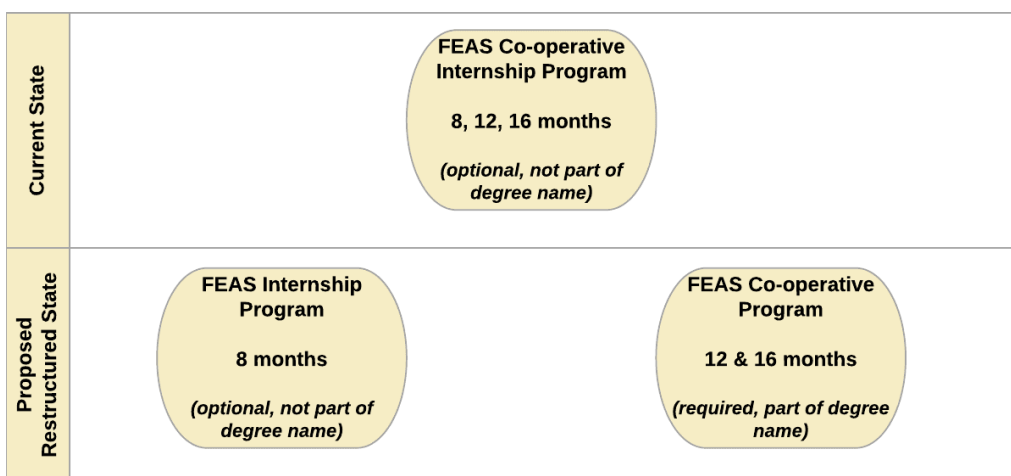 Current State
FEAS Co-operative
Internship Program
8, 12, 16 months
(optional, not part of
degree name)
Proposed
Restructured State
FEAS Internship
Program
8 months
(optional, not part of
degree name)
FEAS Co-operative
Program
12 & 16 months
(required, part of degree
name)